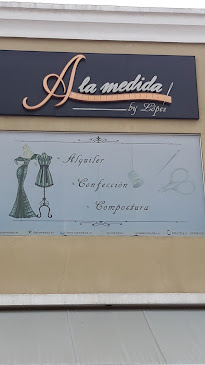 A la medida
by López
Alquiler
Confección
Compostura